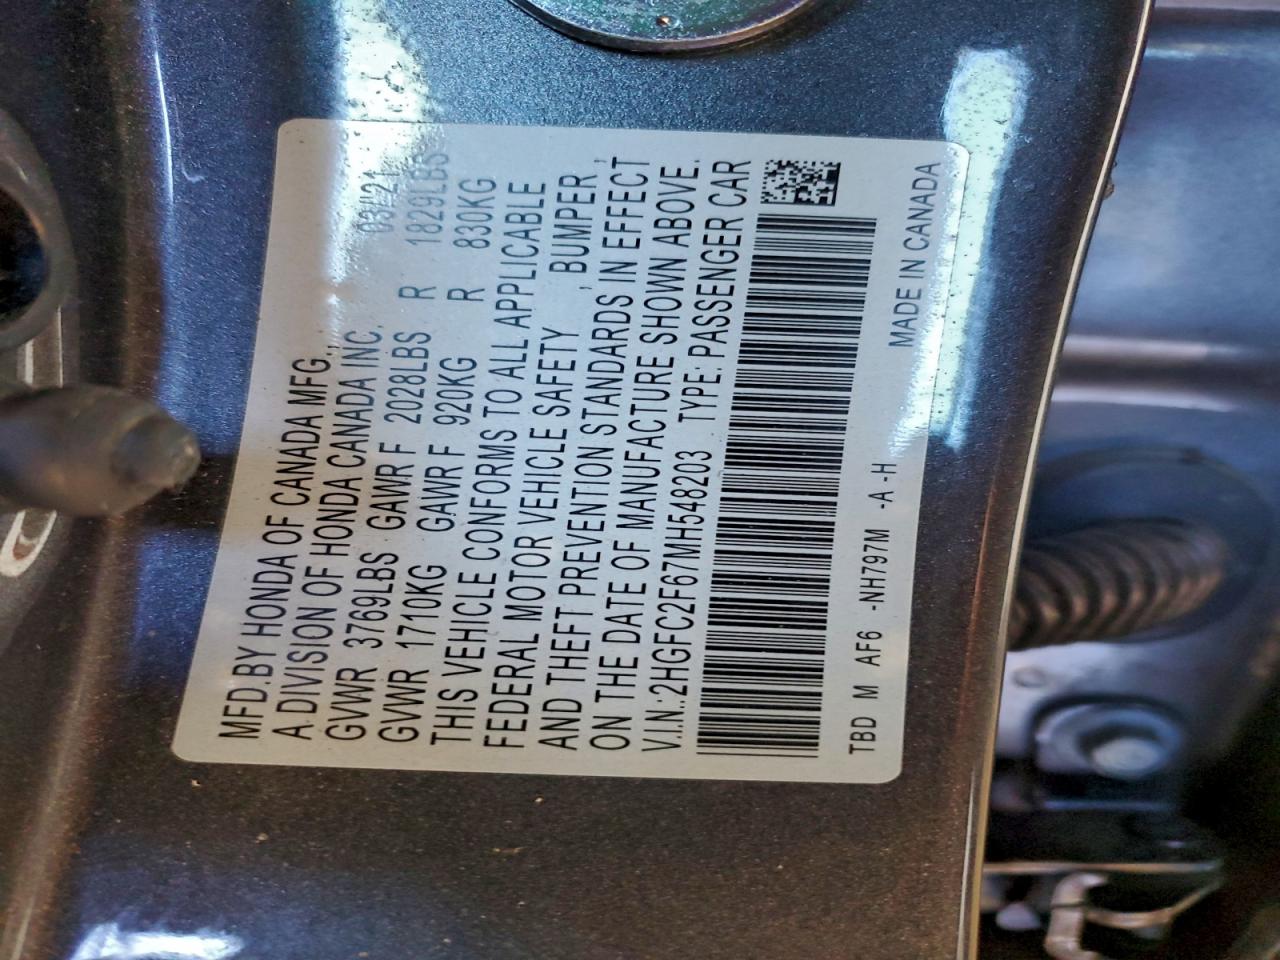 MFD.BY HONDA OF CANADA MFG.,
A DIVISION OF HONDA CANADA INC. 03/21
GVWR 3769LBS GAWR F 2028LBS R 1829LBS
GVWR 1710KG GAWR F 920KG R 830KG
THIS VEHICLE CONFORMS TO ALL APPLICABLE
FEDERAL MOTOR VEHICLE SAFETY , BUMPER ,
AND THEFT PREVENTION STANDARDS IN EFFECT
ON THE DATE OF MANUFACTURE SHOWN ABOVE.
V.I.N.:2HGFC2F67MH548203 TYPE:PASSENGER CAR
TBD M AF6 -NH797M -A -H MADE IN CANADA